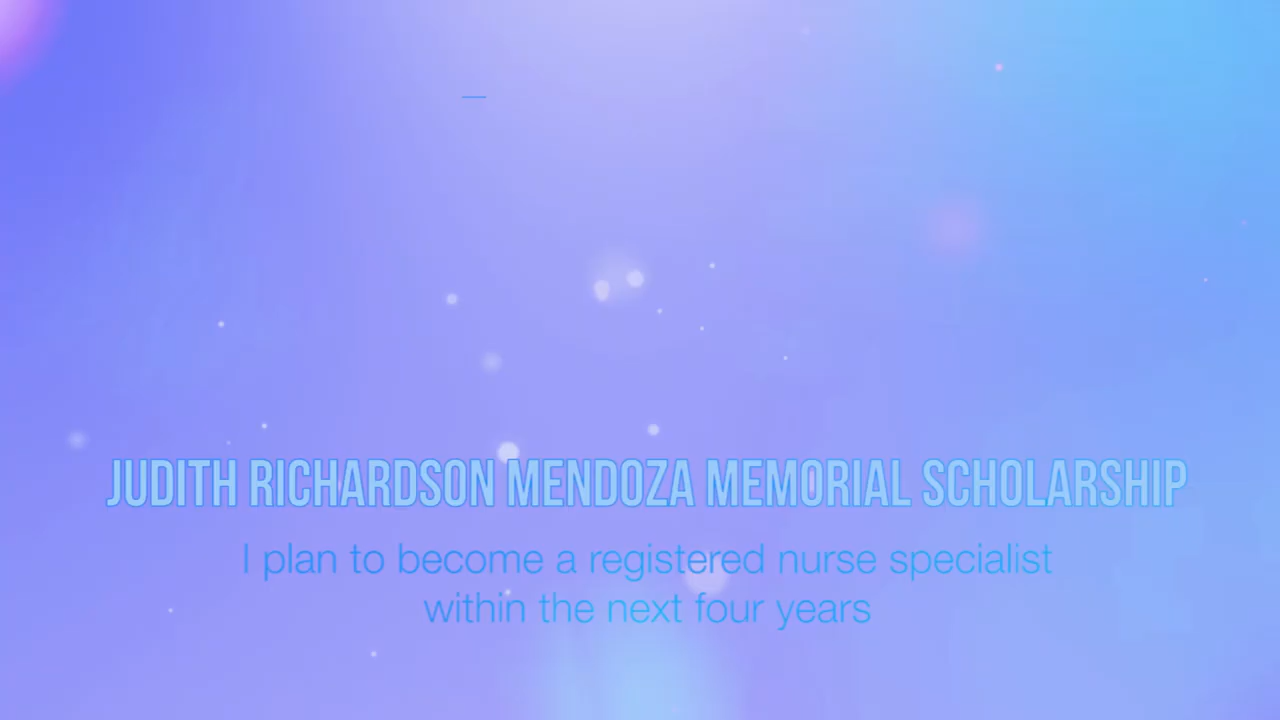 JUDITH RICHARDSON MENDOZA MEMORIAL SCHOLARSHIP
I plan to become a registered nurse specialist
within the next four years